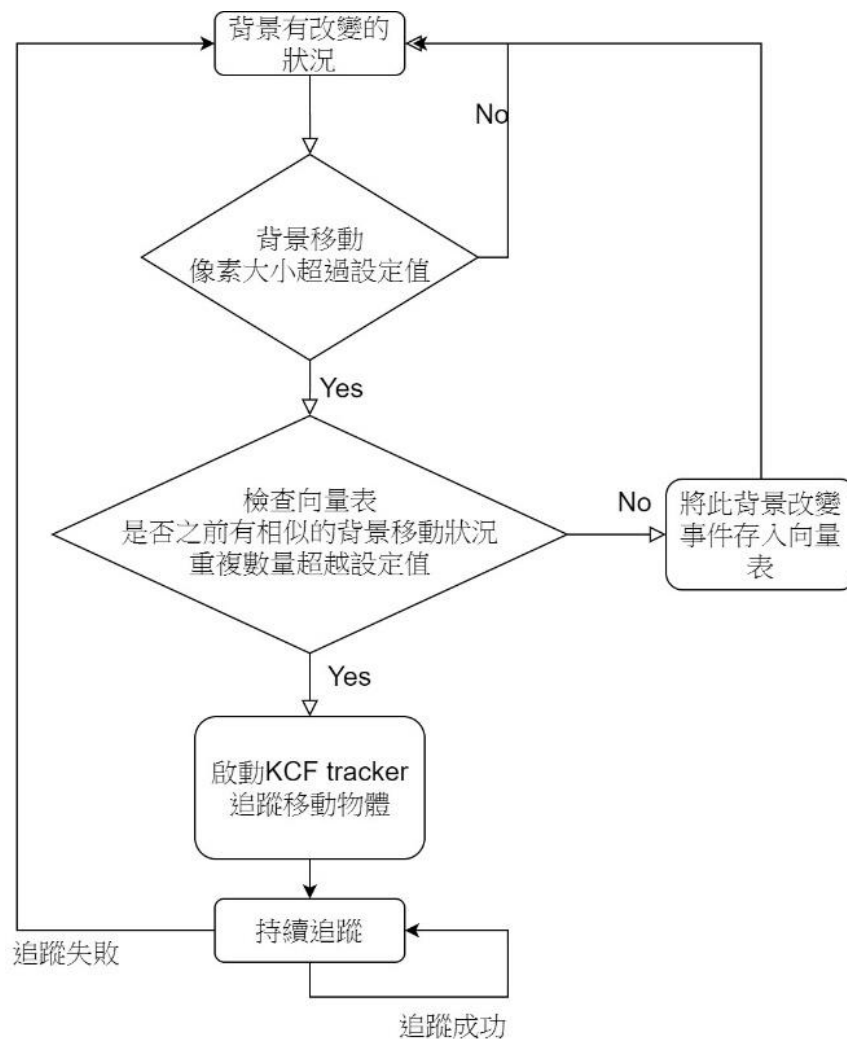 背景有改變的
狀況
No
背景移動
像素大小超過設定值
Yes
檢查向量表
是否之前有相似的背景移動狀況
重複數量超越設定值
No
將此背景改變
事件存入向量
表
Yes
啟動KCF tracker
追蹤移動物體
持續追蹤
追蹤失敗
追蹤成功